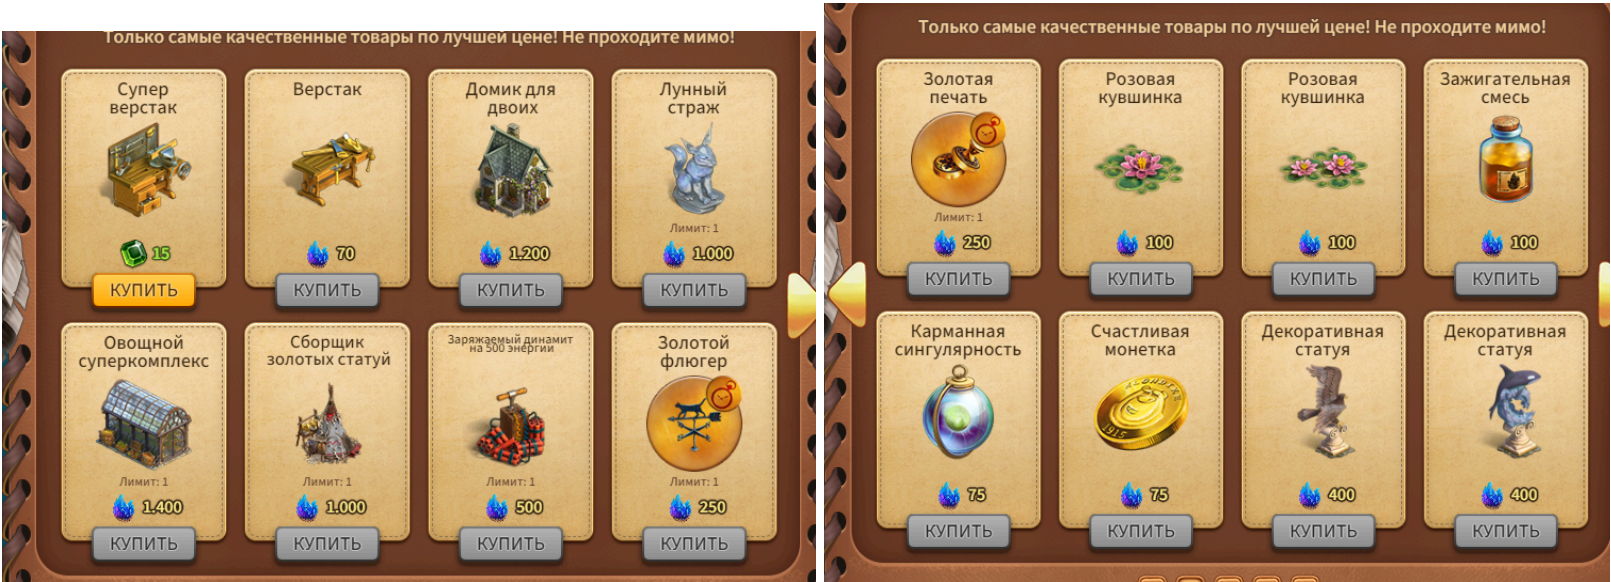 Только самые качественные товары по лучшей цене! Не проходите мимо!
Супер
верстак
15
КУПИТЬ
Верстак
70
КУПИТЬ
Домик для
двоих
1.200
КУПИТЬ
Лунный
страж
Лимит: 1
1.000
КУПИТЬ
Овощной
суперкомплекс
Лимит: 1
1.400
КУПИТЬ
Сборщик
золотых статуй
Лимит: 1
1.000
КУПИТЬ
Заряжаемый динамит
на 500 энергии
Лимит: 1
500
КУПИТЬ
Золотой
флюгер
Лимит: 1
250
КУПИТЬ
Только самые качественные товары по лучшей цене! Не проходите мимо!
Золотая
печать
Лимит: 1
250
КУПИТЬ
Розовая
кувшинка
100
КУПИТЬ
Розовая
кувшинка
100
КУПИТЬ
Зажигательная
смесь
100
КУПИТЬ
Карманная
сингулярность
75
КУПИТЬ
Счастливая
монетка
1915
75
КУПИТЬ
Декоративная
статуя
400
КУПИТЬ
Декоративная
статуя
400
КУПИТЬ